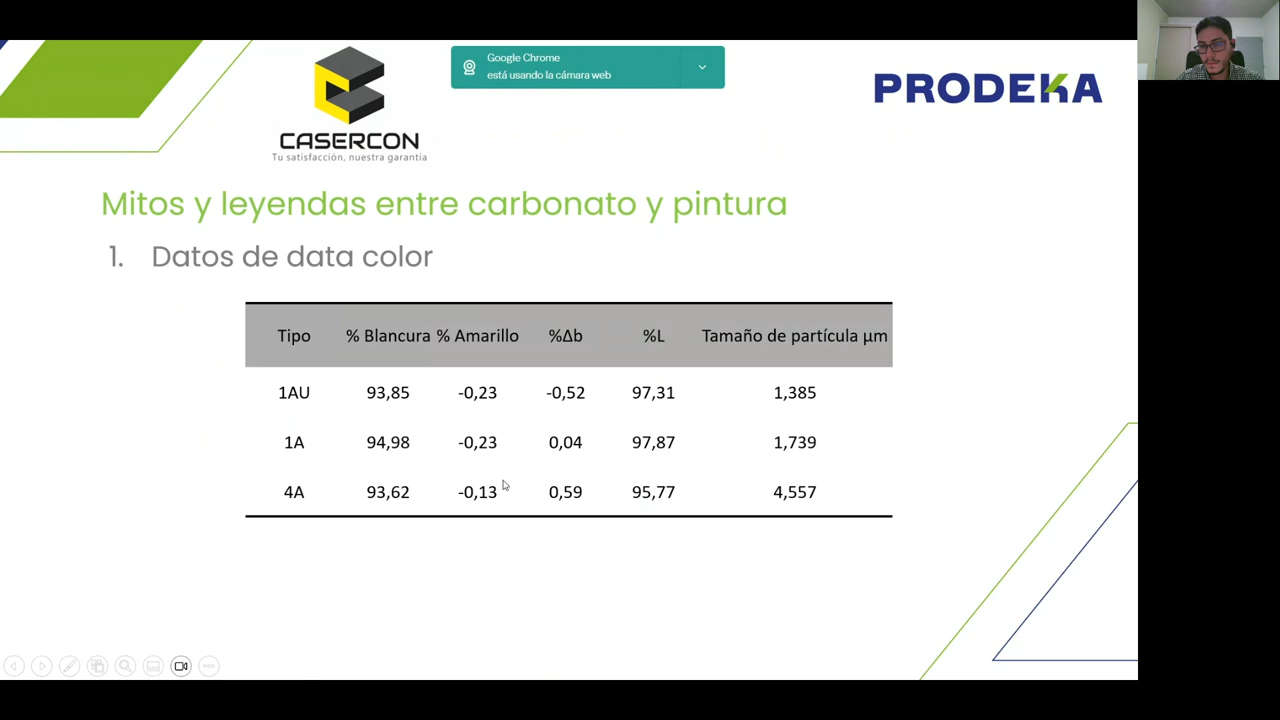 Google Chrome
está usando la cámara web
CASERCON
Tu satisfacción, nuestra garantía
PRODEKA
Mitos y leyendas entre carbonato y pintura
1. Datos de data color
Tipo % Blancura % Amarillo %Δb %L Tamaño de partícula µm
1AU 93,85 -0,23 -0,52 97,31 1,385
1A 94,98 -0,23 0,04 97,87 1,739
4A 93,62 -0,13 0,59 95,77 4,557